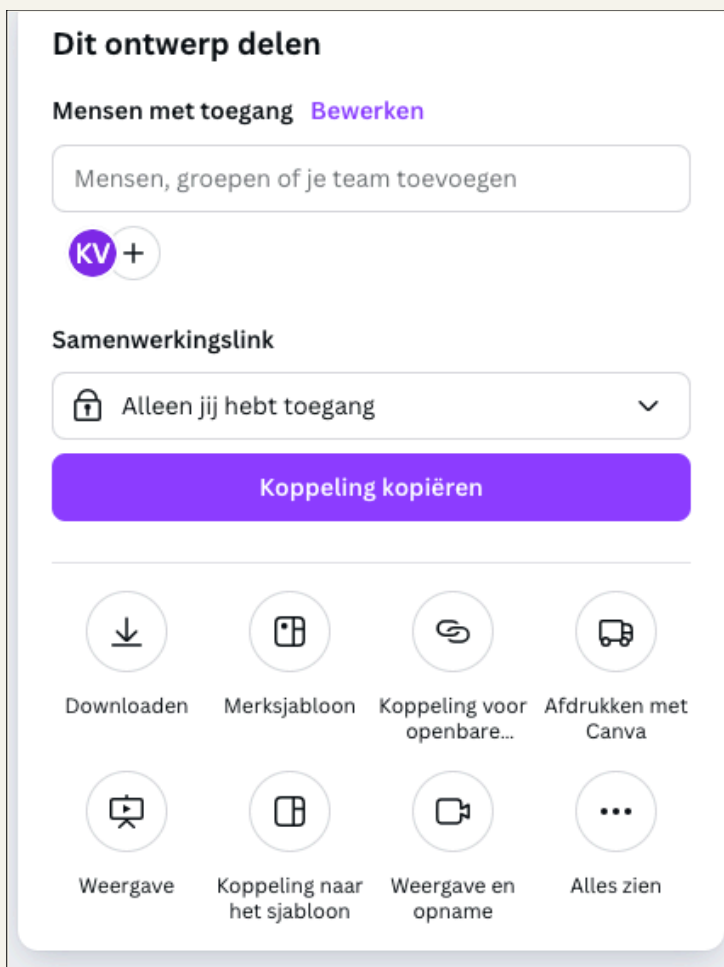 Dit ontwerp delen
Mensen met toegang Bewerken
Mensen, groepen of je team toevoegen
KV +
Samenwerkingslink
Alleen jij hebt toegang
Koppeling kopiëren
Downloaden
Merksjabloon
Koppeling voor
openbare...
Afdrukken met
Canva
Weergave
Koppeling naar
het sjabloon
Weergave en
opname
Alles zien